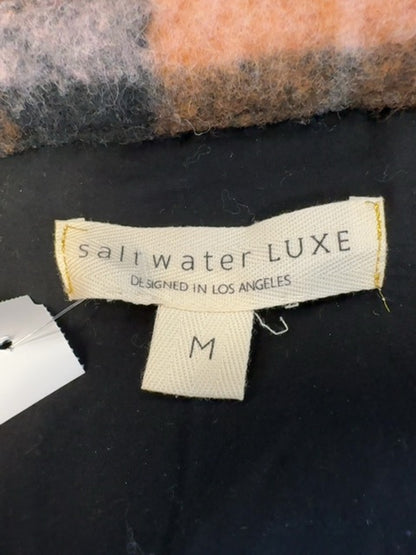 saltwater LUXE
DESIGNED IN LOS ANGELES
M